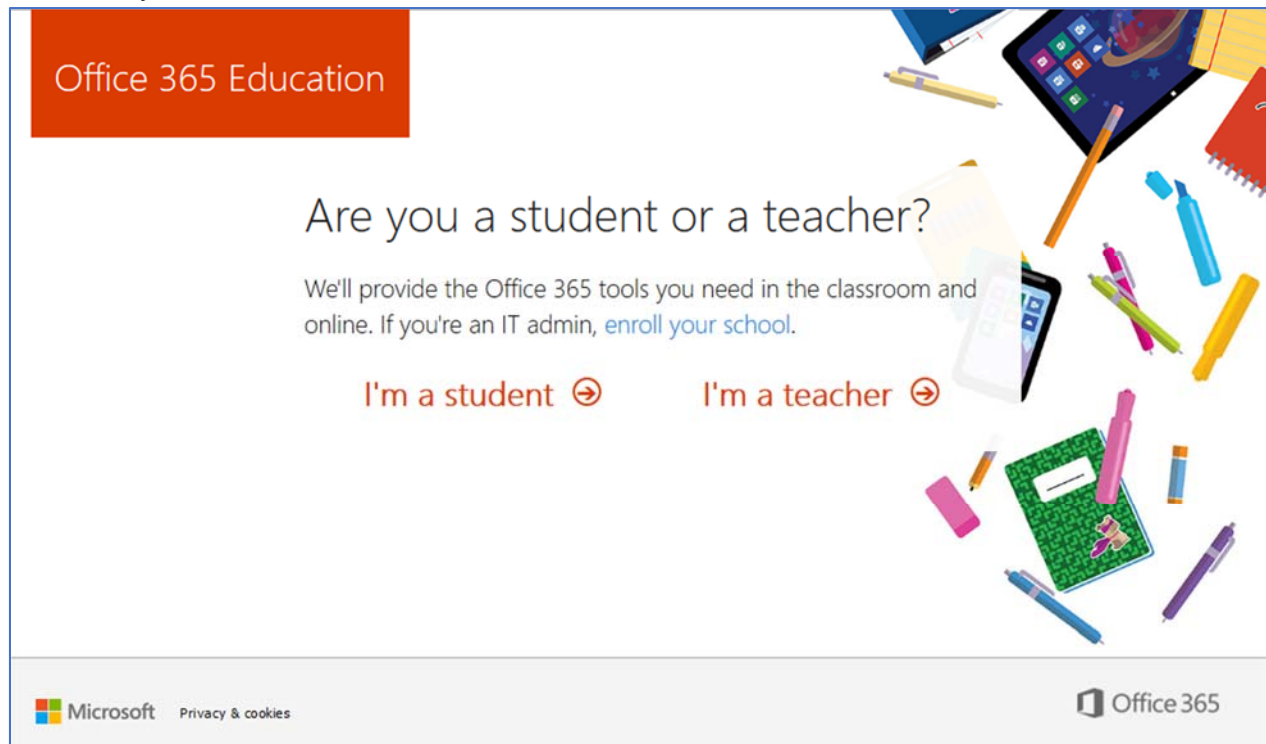 Office 365 Education
Are you a student or a teacher?
We'll provide the Office 365 tools you need in the classroom and
online. If you're an IT admin, enroll your school.
I'm a student
I'm a teacher
Microsoft Privacy & cookies
Office 365